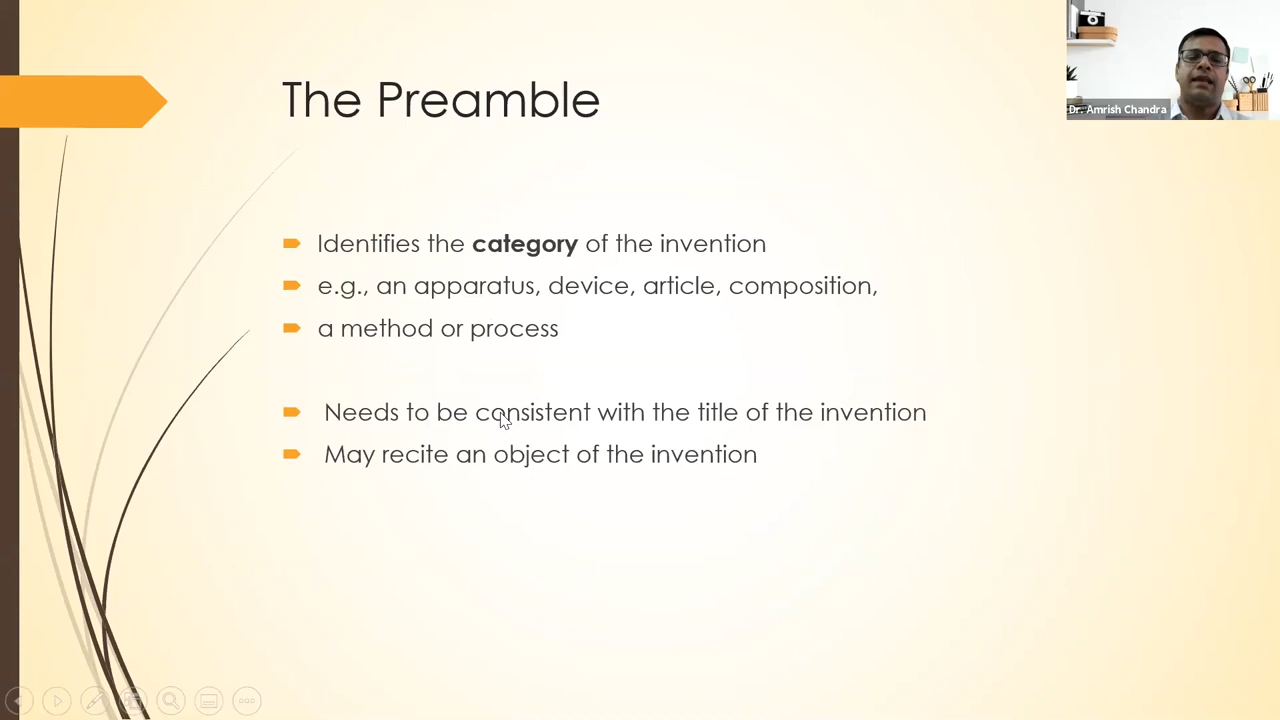 The Preamble
Dr. Amrish Chandra
Identifies the category of the invention
e.g., an apparatus, device, article, composition,
a method or process
Needs to be consistent with the title of the invention
May recite an object of the invention